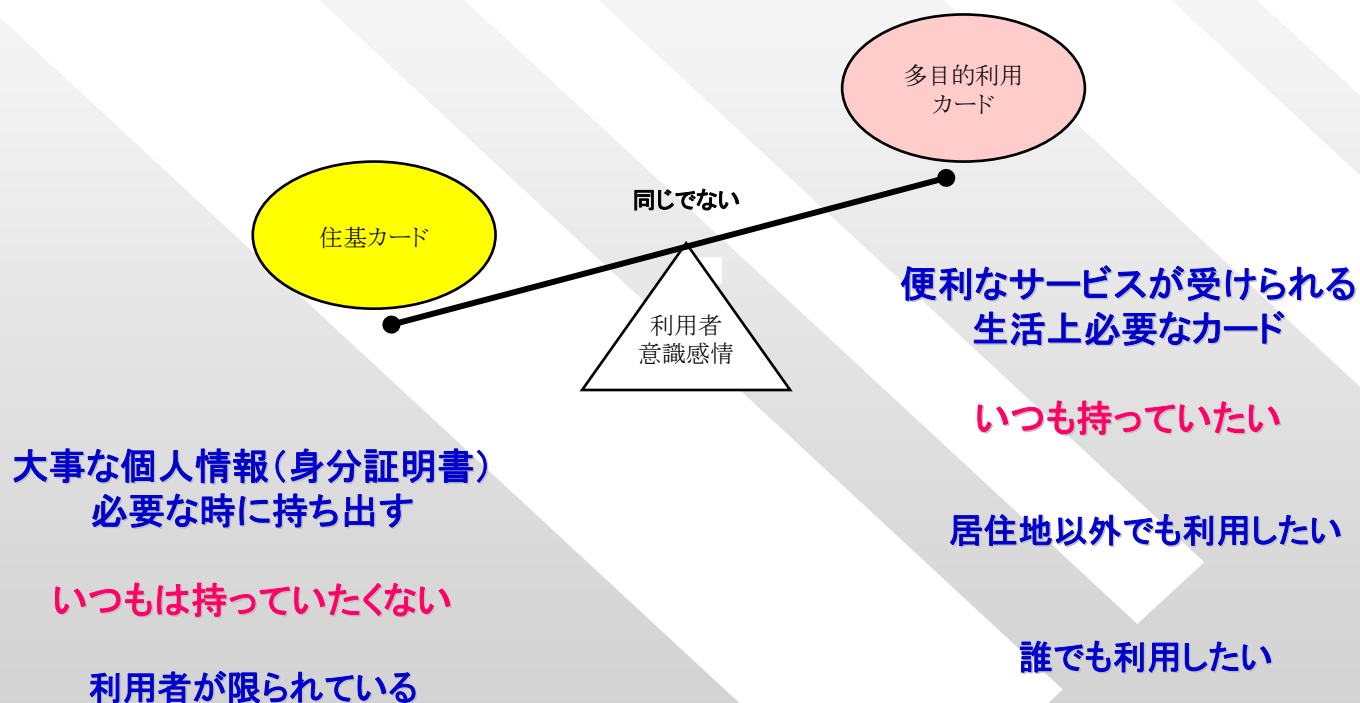 多目的利用
カード
住基カード
同じでない
利用者
意識感情
便利なサービスが受けられる
生活上必要なカード
いつも持っていたい
居住地以外でも利用したい
誰でも利用したい
大事な個人情報(身分証明書)
必要な時に持ち出す
いつもは持っていたくない
利用者が限られている